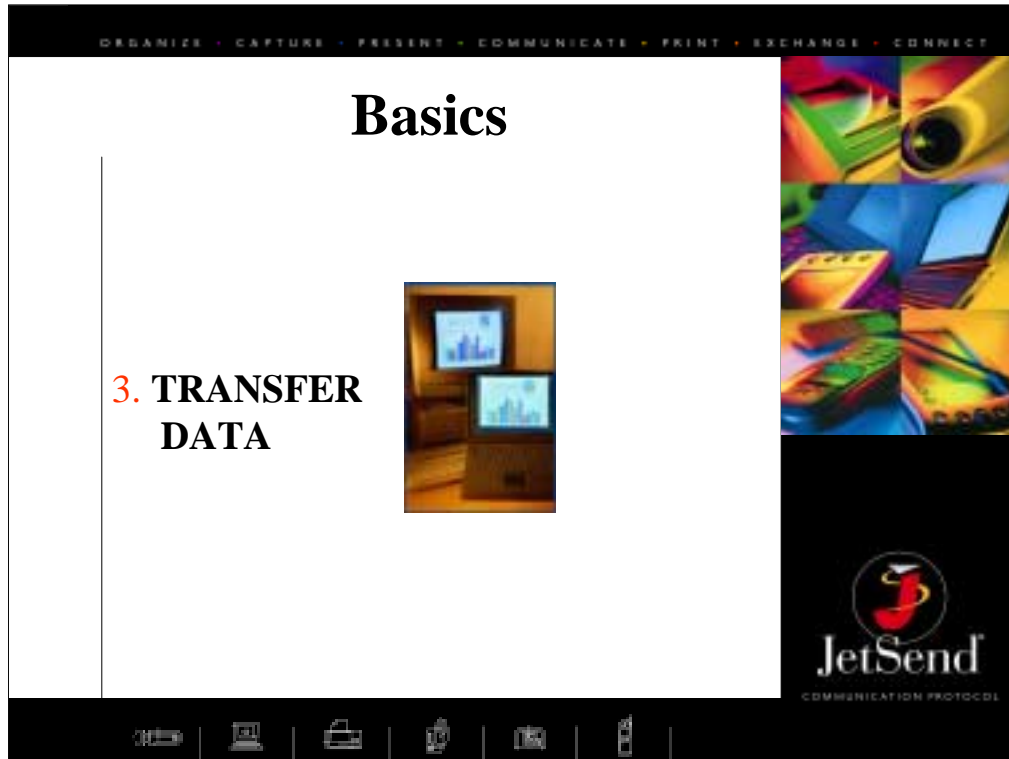 ORGANIZE • CAPTURE • PRESENT • COMMUNICATE • PRINT • EXCHANGE • CONNECT
Basics
3. TRANSFER
DATA
JetSend
COMMUNICATION PROTOCOL